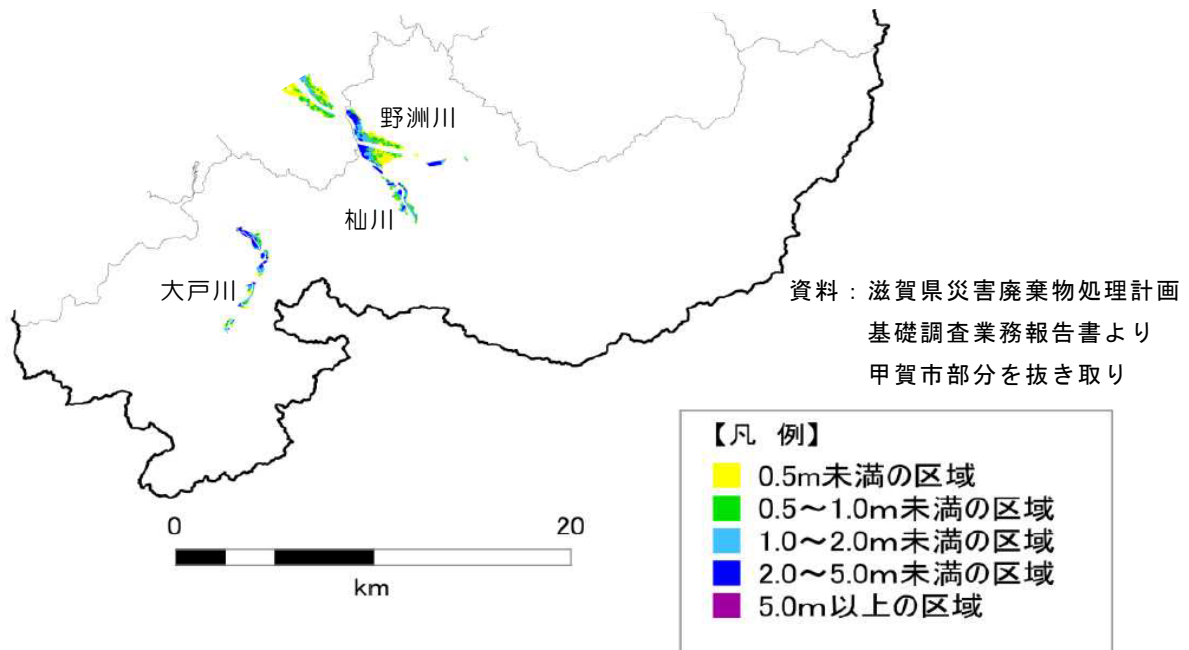 野洲川
杣川
大戸川
資料：滋賀県災害廃棄物処理計画
基礎調査業務報告書より
甲賀市部分を抜き取り
【凡 例】
0.5m未満の区域
0.5～1.0m未満の区域
1.0～2.0m未満の区域
2.0～5.0m未満の区域
5.0m以上の区域
0 20
km